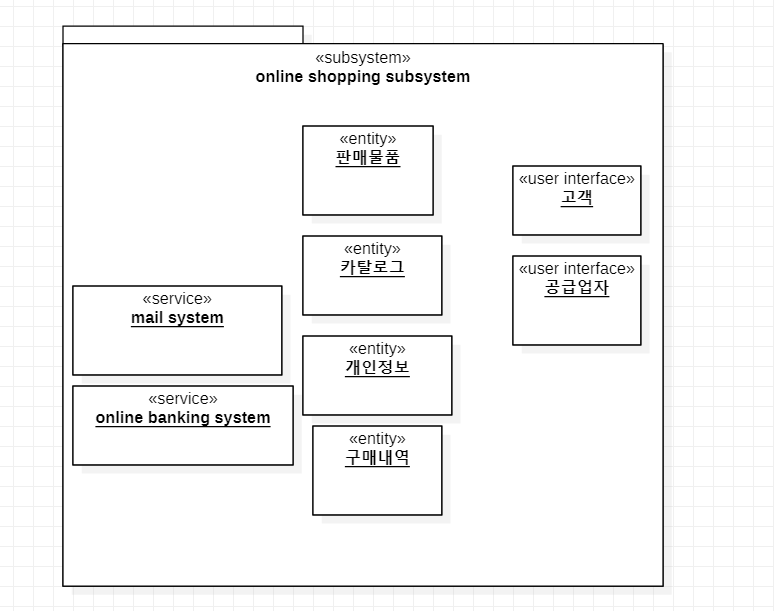 «subsystem»
online shopping subsystem
«entity»
판매물품
«user interface»
고객
«entity»
카탈로그
«user interface»
공급업자
«service»
mail system
«entity»
개인정보
«service»
online banking system
«entity»
구매내역